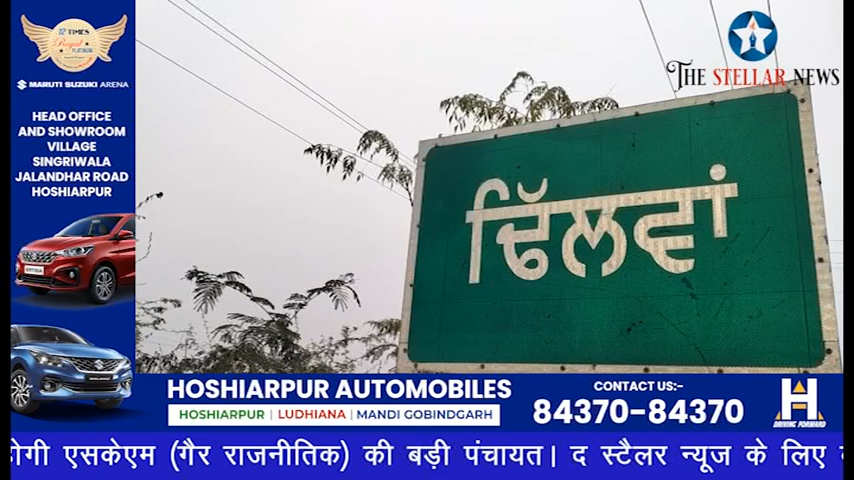 12 TIMES
Royal
PLATINUM
MARUTI SUZUKI ARENA
HEAD OFFICE
AND SHOWROOM
VILLAGE
SINGRIWALA
JALANDHAR ROAD
HOSHIARPUR
THE STELLAR NEWS
ਢਿੱਲਵਾਂ
HOSHIARPUR AUTOMOBILES
HOSHIARPUR | LUDHIANA | MANDI GOBINDGARH
CONTACT US:-
84370-84370
H
DRIVING FORWARD
एसकेएम (गैर राजनीतिक) की बड़ी पंचायत। द स्टैलर न्यूज के लिए